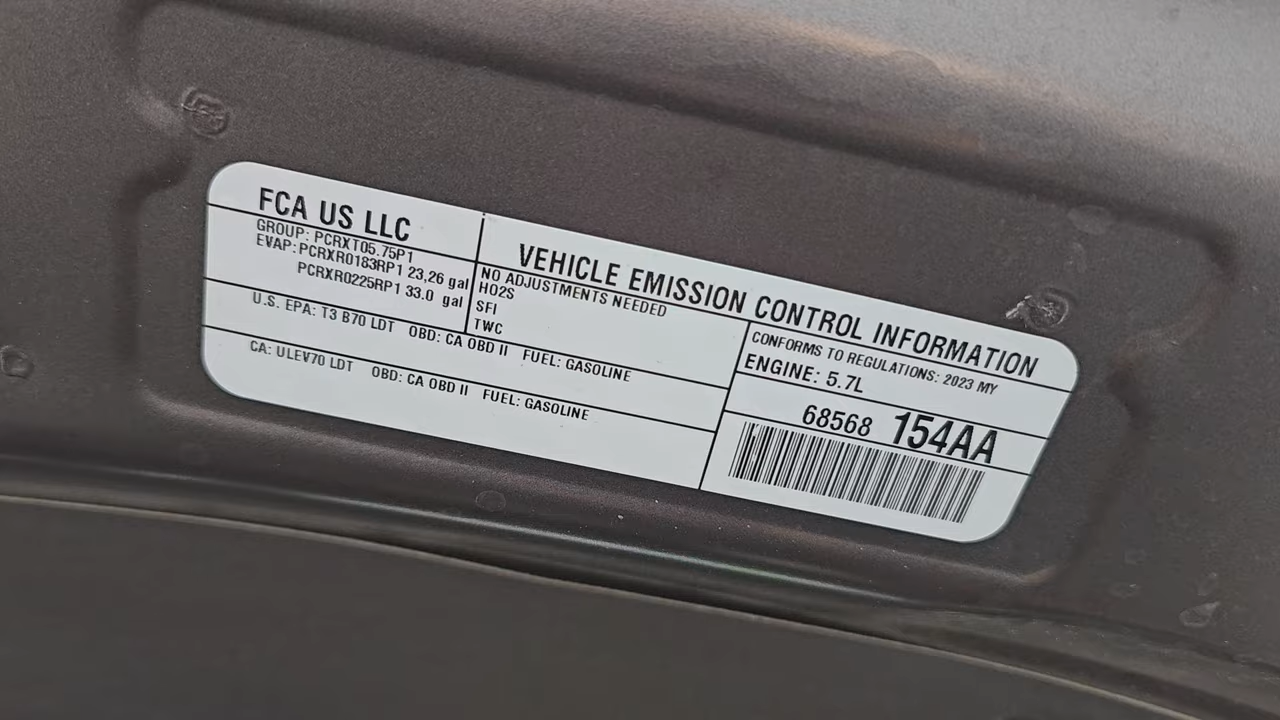 FCA US LLC
GROUP: PCRXT05.75P1
EVAP: PCRXR0183RP1 23,26 gal
PCRXR0225RP1 33.0 gal
VEHICLE EMISSION CONTROL INFORMATION
NO ADJUSTMENTS NEEDED
HO2S
SFI
TWC
U.S. EPA: T3 B70 LDT OBD: CA OBD II FUEL: GASOLINE
CA: ULEV70 LDT OBD: CA OBD II FUEL: GASOLINE
CONFORMS TO REGULATIONS: 2023 MY
ENGINE: 5.7L
68568 154AA